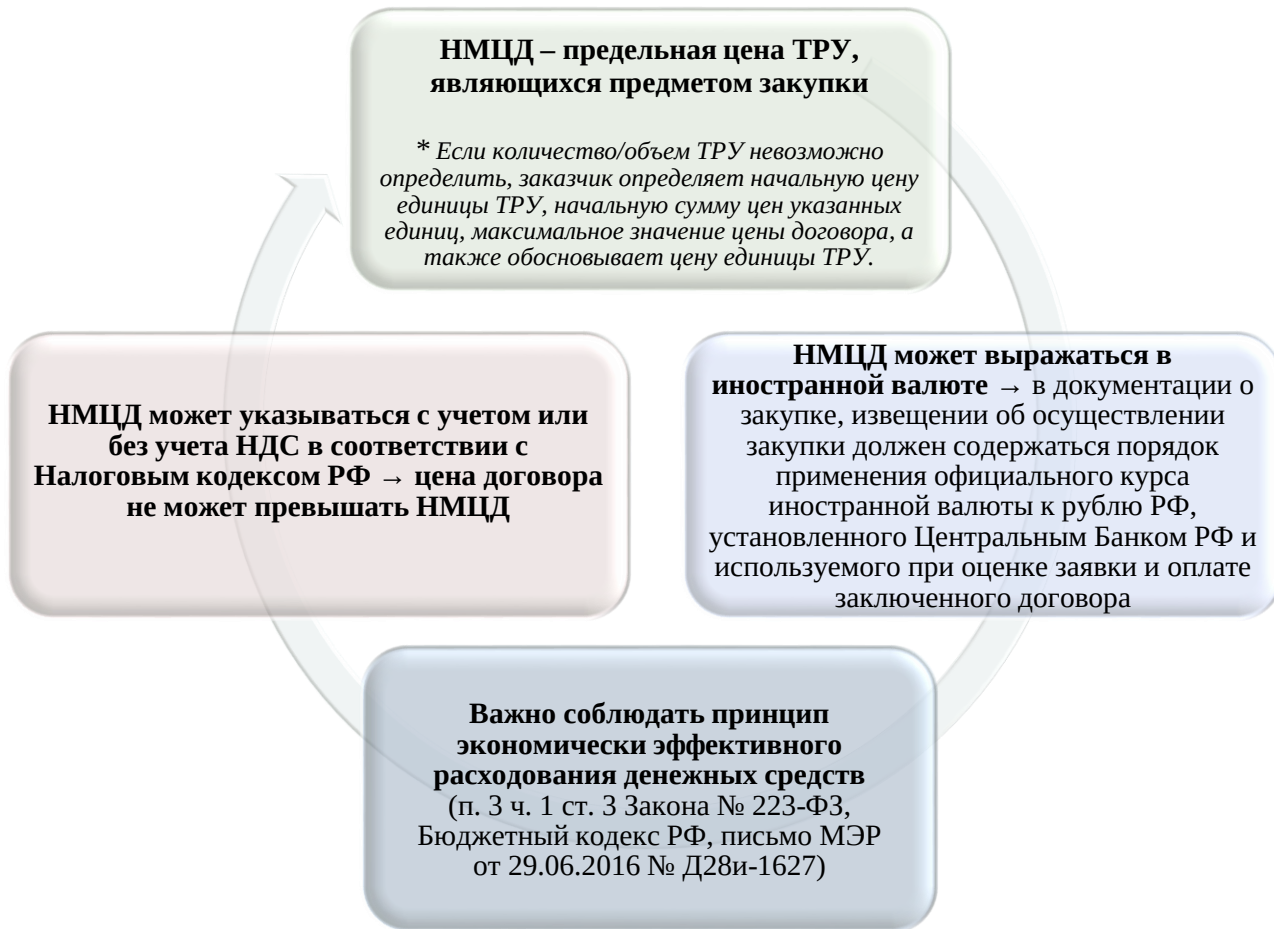 НМЦД – предельная цена ТРУ,
являющихся предметом закупки
* Если количество/объем ТРУ невозможно
определить, заказчик определяет начальную цену
единицы ТРУ, начальную сумму цен указанных
единиц, максимальное значение цены договора, а
также обосновывает цену единицы ТРУ.
НМЦД может выражаться в
иностранной валюте → в документации о
закупке, извещении об осуществлении
закупки должен содержаться порядок
применения официального курса
иностранной валюты к рублю РФ,
установленного Центральным Банком РФ и
используемого при оценке заявки и оплате
заключенного договора
Важно соблюдать принцип
экономически эффективного
расходования денежных средств
(п. 3 ч. 1 ст. 3 Закона № 223-ФЗ,
Бюджетный кодекс РФ, письмо МЭР
от 29.06.2016 № Д28и-1627)
НМЦД может указываться с учетом или
без учета НДС в соответствии с
Налоговым кодексом РФ → цена договора
не может превышать НМЦД